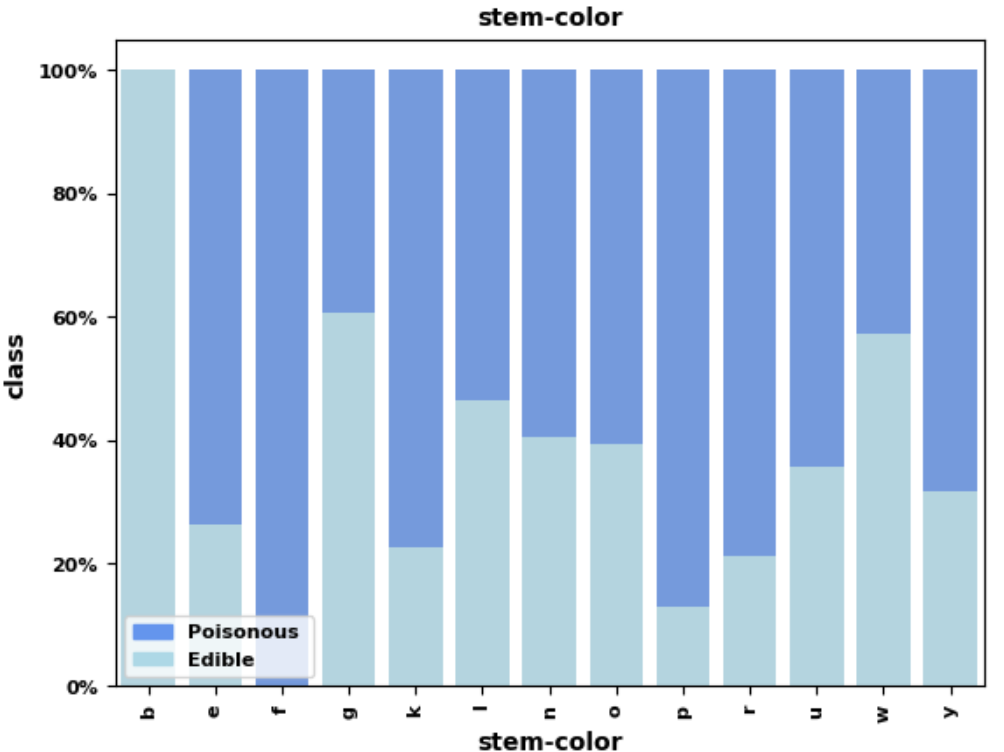 stem-color
100%
80%
60%
40%
20%
0%
class
Poisonous
Edible
b e f g k l n o p r u w y
stem-color